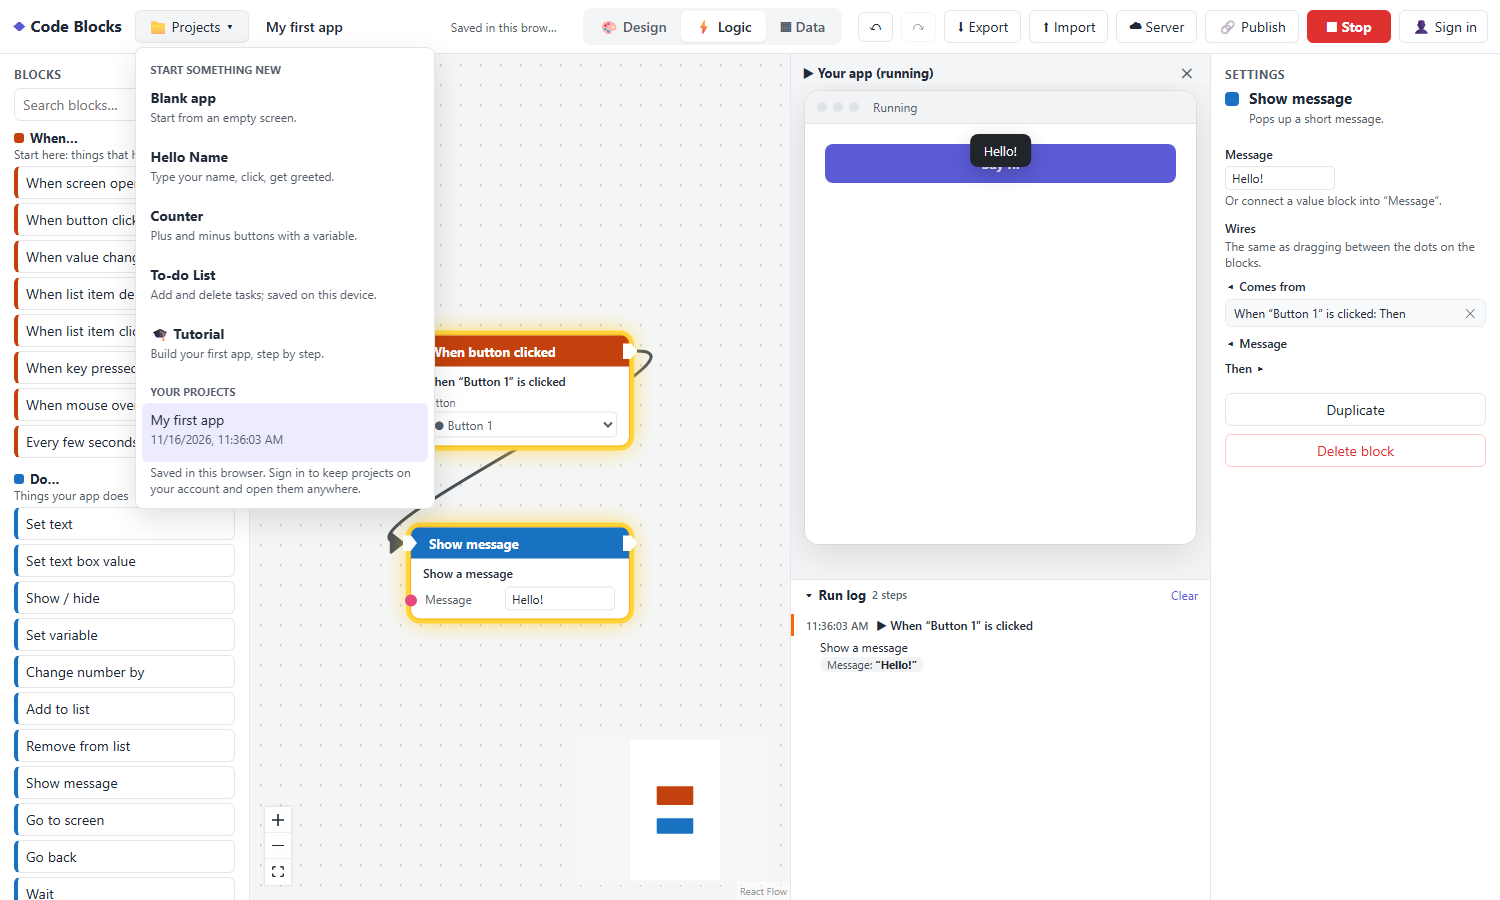 Code Blocks
Projects
My first app
Saved in this brow...
Design
Logic
Data
Export
Import
Server
Publish
Stop
Sign in
BLOCKS
Search blocks...
When...
Start here: things that h
When screen ope
When button click
When value chang
When list item de
When list item clic
When key pressed
When mouse over
Every few seconds
Do...
Things your app does
Set text
Set text box value
Show / hide
Set variable
Change number by
Add to list
Remove from list
Show message
Go to screen
Go back
Wait
START SOMETHING NEW
Blank app
Start from an empty screen.
Hello Name
Type your name, click, get greeted.
Counter
Plus and minus buttons with a variable.
To-do List
Add and delete tasks; saved on this device.
Tutorial
Build your first app, step by step.
YOUR PROJECTS
My first app
11/16/2026, 11:36:03 AM
Saved in this browser. Sign in to keep projects on
your account and open them anywhere.
When button clicked
hen “Button 1” is clicked
tton
Button 1
Show message
Show a message
Message
Hello!
React Flow
Your app (running)
Running
Hello!
Run log 2 steps
Clear
11:36:03 AM When “Button 1” is clicked
Show a message
Message: “Hello!”
SETTINGS
Show message
Pops up a short message.
Message
Hello!
Or connect a value block into “Message”.
Wires
The same as dragging between the dots on the
blocks.
Comes from
When “Button 1” is clicked: Then
Message
Then
Duplicate
Delete block